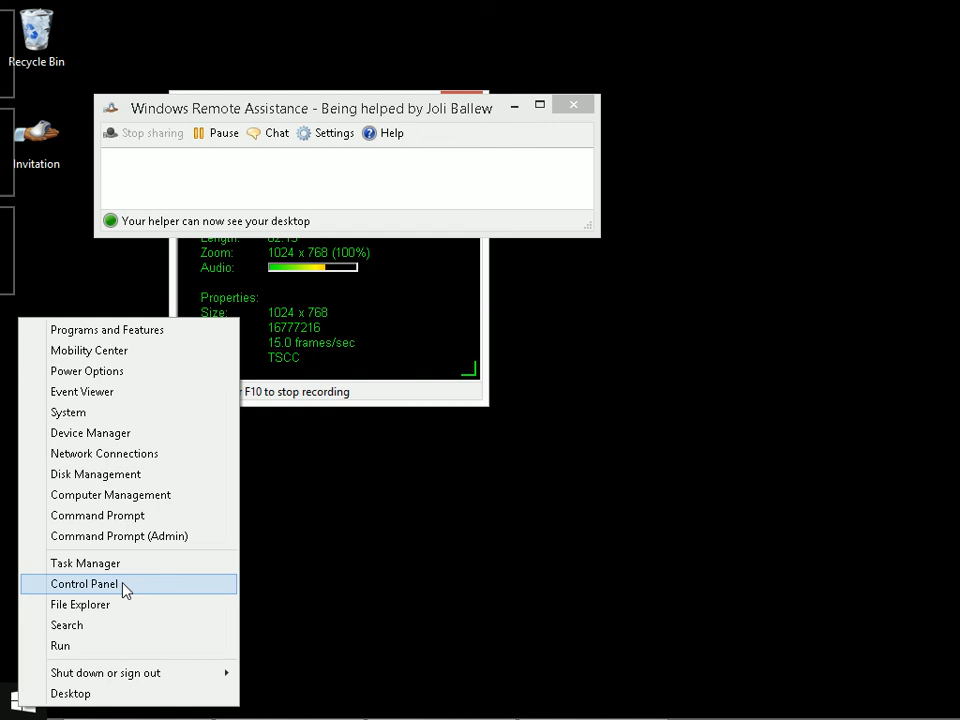 Recycle Bin
Invitation
Windows Remote Assistance - Being helped by Joli Ballew
Stop sharing Pause Chat Settings Help
Your helper can now see your desktop
Zoom: 1024 x 768 (100%)
Audio:
Properties:
Size: 1024 x 768
16777216
15.0 frames/sec
TSCC
F10 to stop recording
Programs and Features
Mobility Center
Power Options
Event Viewer
System
Device Manager
Network Connections
Disk Management
Computer Management
Command Prompt
Command Prompt (Admin)
Task Manager
Control Panel
File Explorer
Search
Run
Shut down or sign out
Desktop